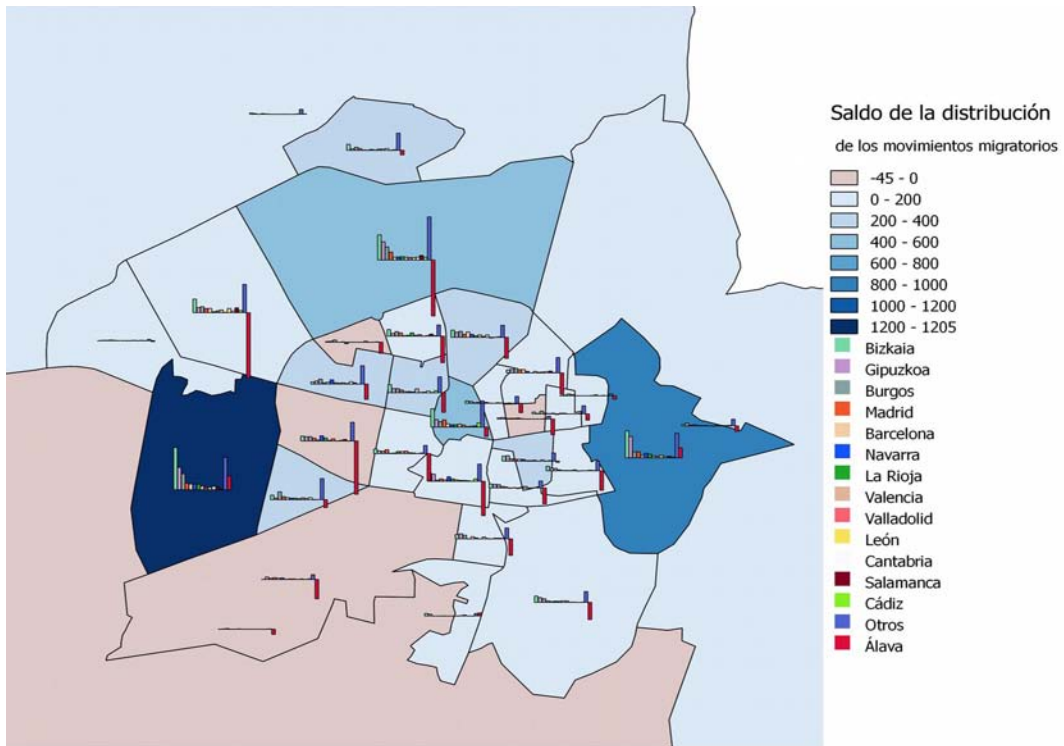 Saldo de la distribución
de los movimientos migratorios
-45 - 0
0 - 200
200 - 400
400 - 600
600 - 800
800 - 1000
1000 - 1200
1200 - 1205
Bizkaia
Gipuzkoa
Burgos
Madrid
Barcelona
Navarra
La Rioja
Valencia
Valladolid
León
Cantabria
Salamanca
Cádiz
Otros
Álava